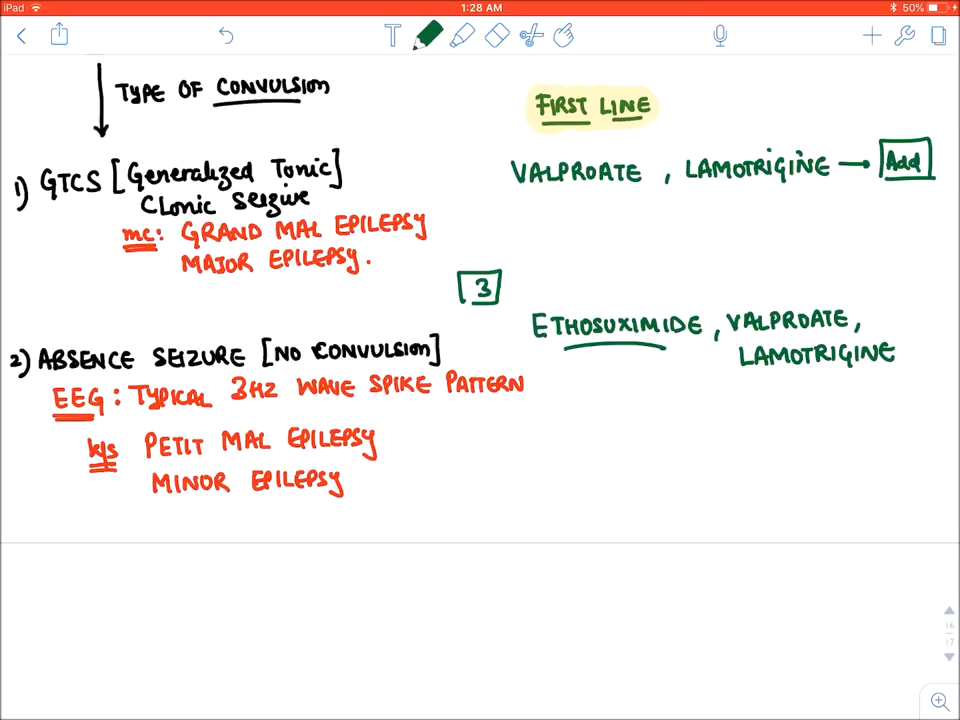 iPad
1:28 AM
50%
T
TYPE OF CONVULSION
FIRST LINE
1) GTCS [Generalized Tonic]
Clonic Seizure
VALPROATE , LAMOTRIGINE → Add
mc: GRAND MAL EPILEPSY
MAJOR EPILEPSY.
3
ETHOSUXIMIDE, VALPROATE,
LAMOTRIGINE
2) ABSENCE SEIZURE [NO CONVULSION]
EEG: TYPICAL 3HZ WAVE SPIKE PATTERN
k/s PETIT MAL EPILEPSY
MINOR EPILEPSY
16
17